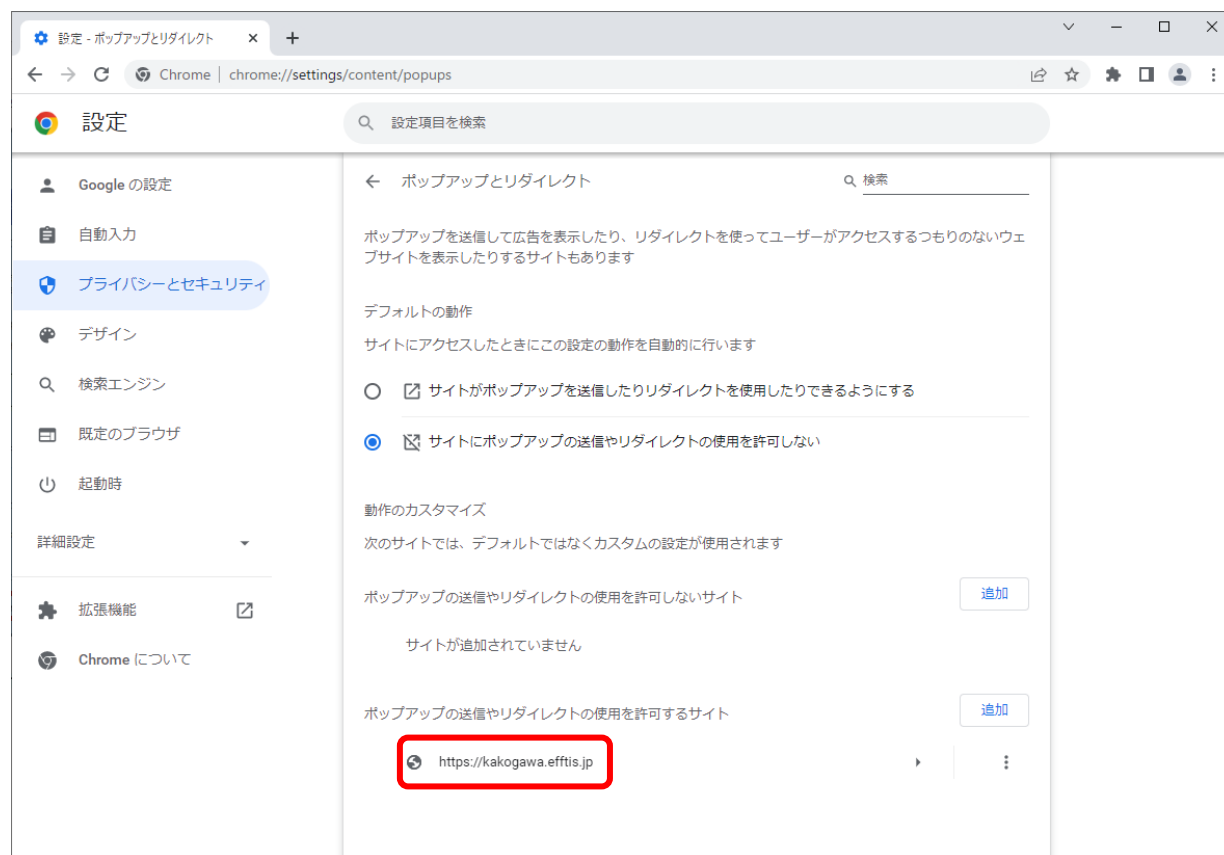 設定 - ポップアップとリダイレクト
Chrome | chrome://settings/content/popups
設定
設定項目を検索
Google の設定
自動入力
プライバシーとセキュリティ
デザイン
検索エンジン
既定のブラウザ
起動時
詳細設定
拡張機能
Chrome について
ポップアップとリダイレクト
検索
ポップアップを送信して広告を表示したり、リダイレクトを使ってユーザーがアクセスするつもりのないウェ
ブサイトを表示したりするサイトもあります
デフォルトの動作
サイトにアクセスしたときにこの設定の動作を自動的に行います
サイトがポップアップを送信したりリダイレクトを使用したりできるようにする
サイトにポップアップの送信やリダイレクトの使用を許可しない
動作のカスタマイズ
次のサイトでは、デフォルトではなくカスタムの設定が使用されます
ポップアップの送信やリダイレクトの使用を許可しないサイト
追加
サイトが追加されていません
ポップアップの送信やリダイレクトの使用を許可するサイト
追加
https://kakogawa.efftis.jp